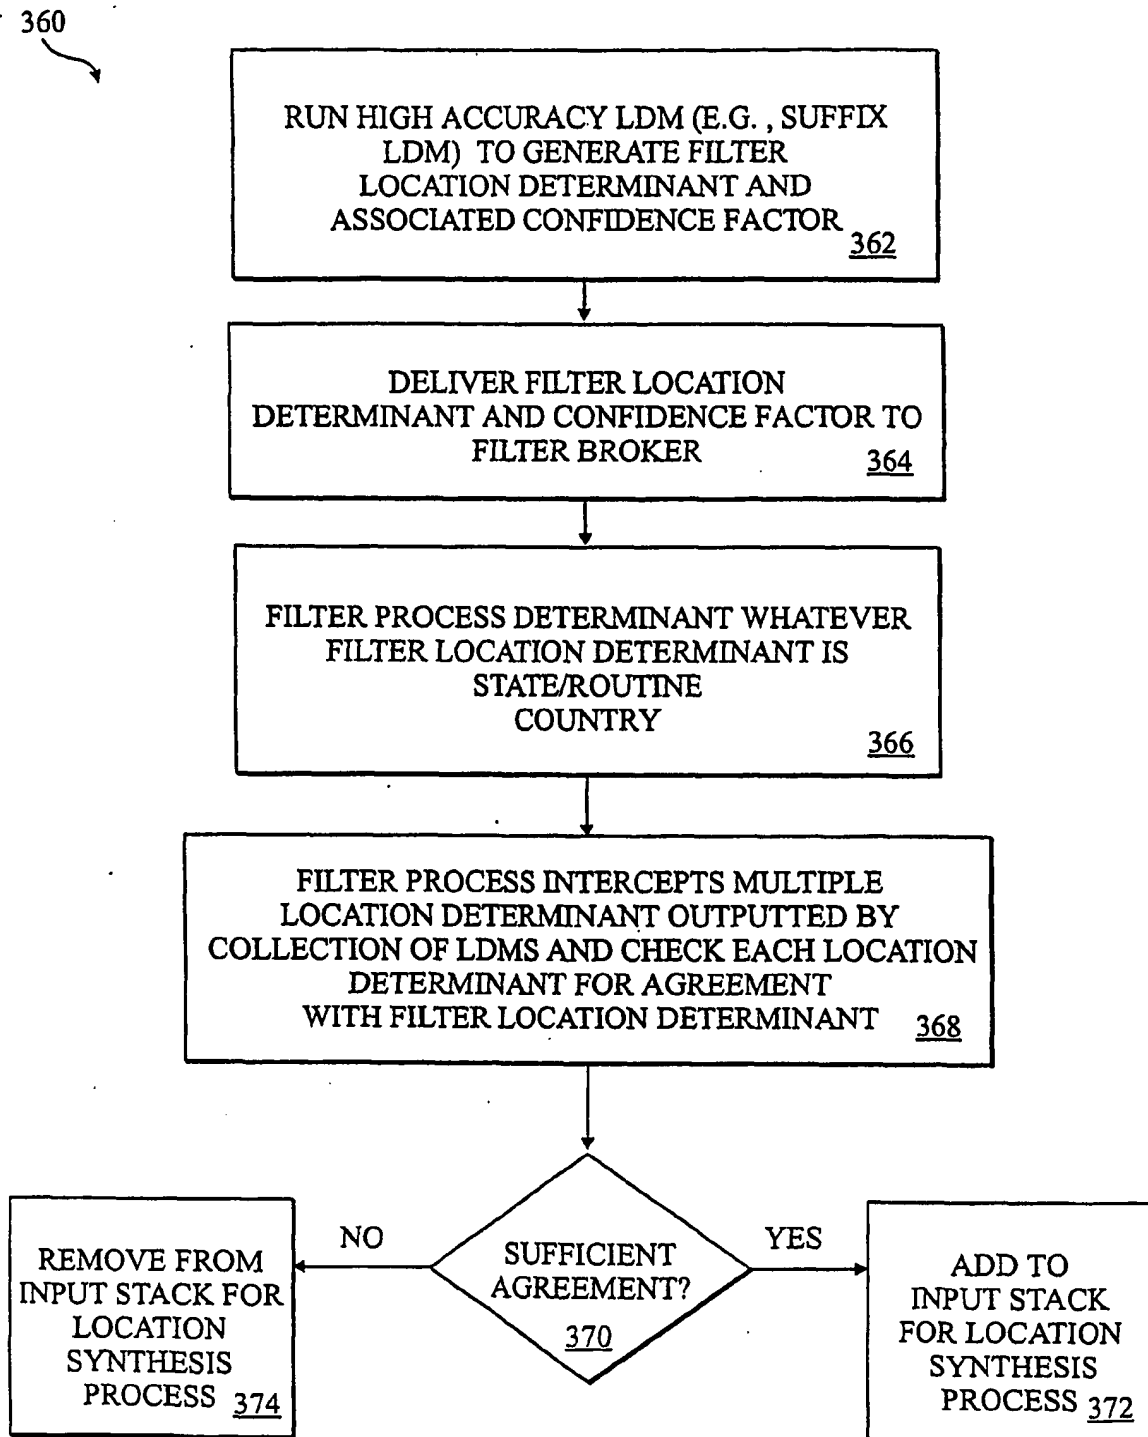 360
RUN HIGH ACCURACY LDM (E.G. , SUFFIX
LDM) TO GENERATE FILTER
LOCATION DETERMINANT AND
ASSOCIATED CONFIDENCE FACTOR
362
DELIVER FILTER LOCATION
DETERMINANT AND CONFIDENCE FACTOR TO
FILTER BROKER
364
FILTER PROCESS DETERMINANT WHATEVER
FILTER LOCATION DETERMINANT IS
STATE/ROUTINE
COUNTRY
366
FILTER PROCESS INTERCEPTS MULTIPLE
LOCATION DETERMINANT OUTPUTTED BY
COLLECTION OF LDMS AND CHECK EACH LOCATION
DETERMINANT FOR AGREEMENT
WITH FILTER LOCATION DETERMINANT
368
SUFFICIENT
AGREEMENT?
370
NO
YES
REMOVE FROM
INPUT STACK FOR
LOCATION
SYNTHESIS
PROCESS
374
ADD TO
INPUT STACK
FOR LOCATION
SYNTHESIS
PROCESS
372